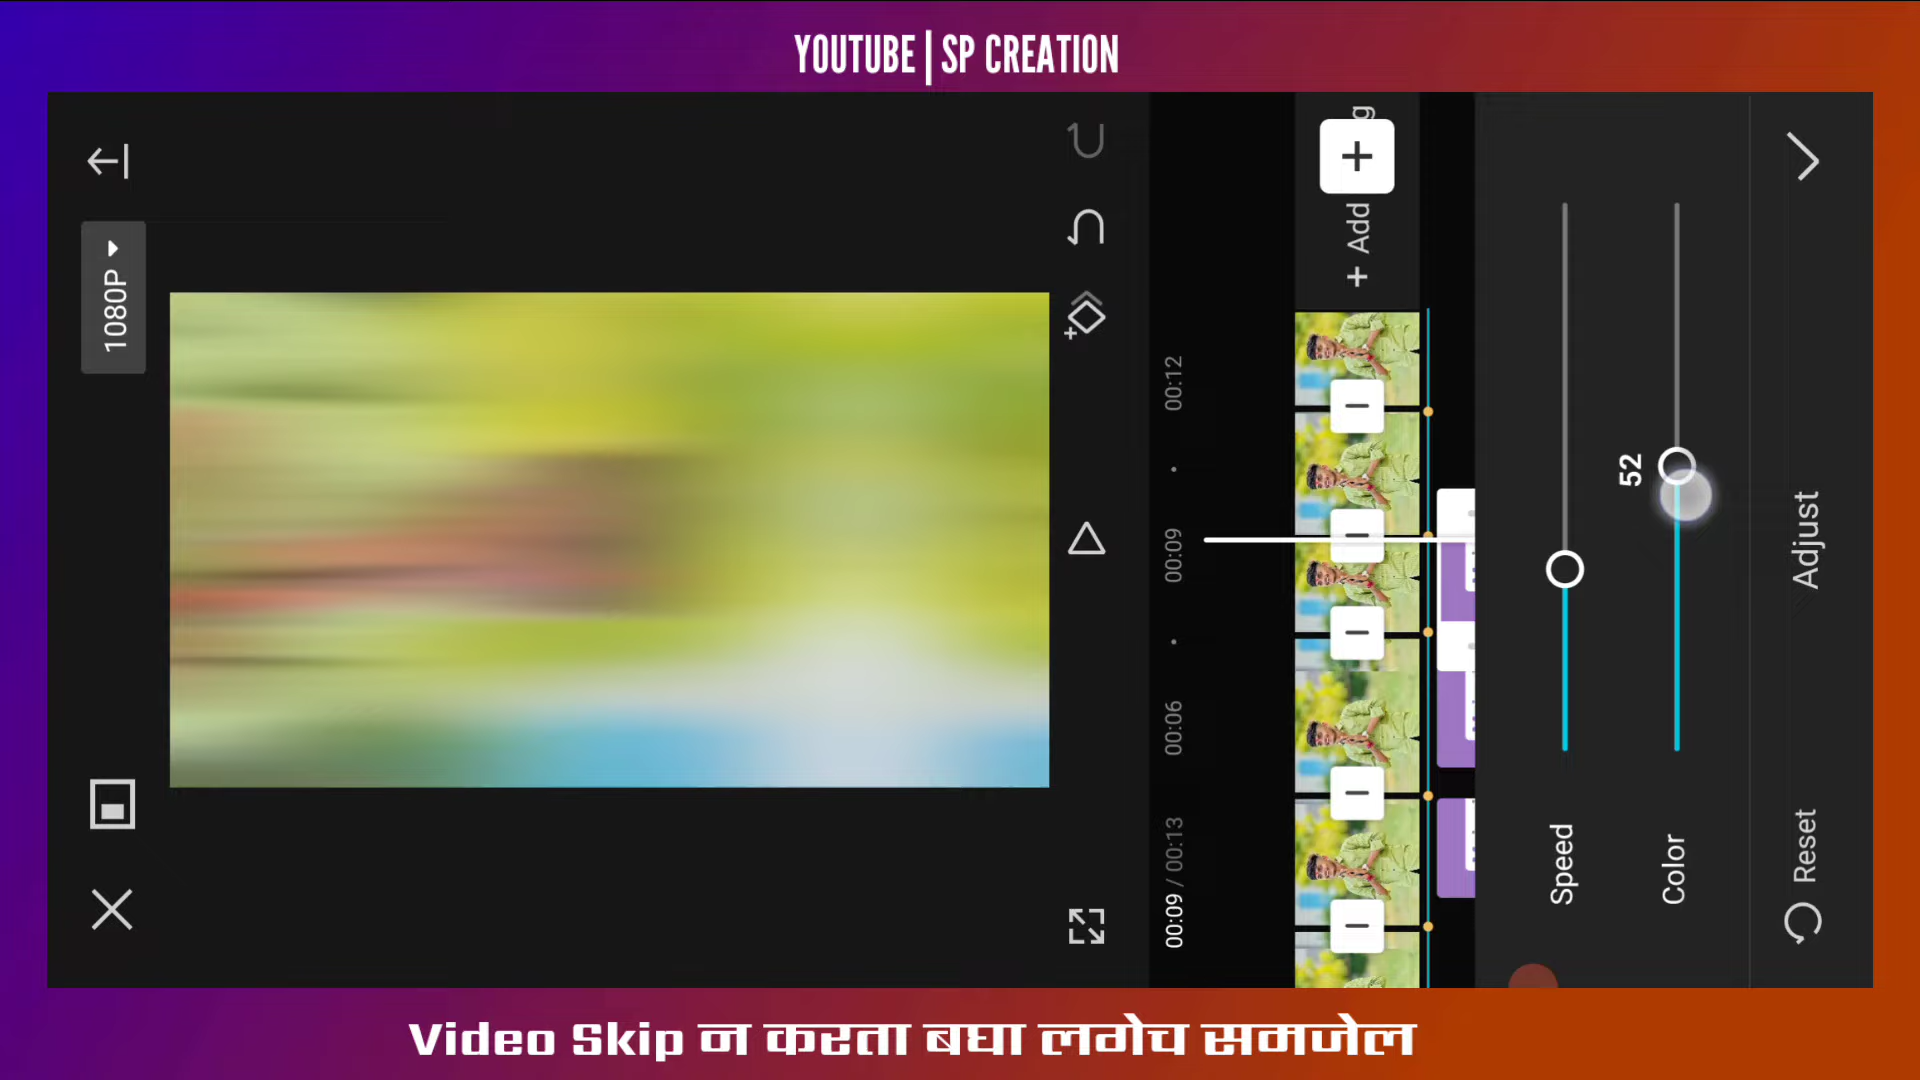 YOUTUBE | SP CREATION
1080P
+ Add
g
00:12
00:09
00:06
00:09 / 00:13
52
Speed
Color
Adjust
Reset
Video Skip न करता बघा लगेच समजेल